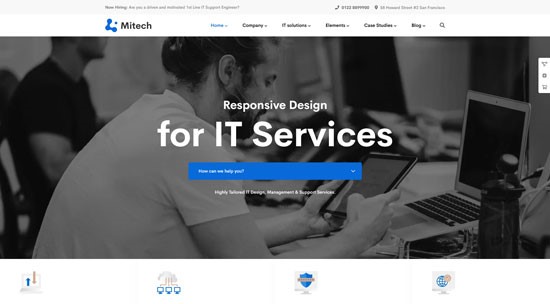 Now Hiring: Are you a driven and motivated 1st Line IT Support Engineer?
0122 8899900
58 Howard Street #2 San Francisco
Mitech
Home
Company
IT solutions
Elements
Case Studies
Blog
Responsive Design
for IT Services
How can we help you?
Highly Tailored IT Design, Management & Support Services.